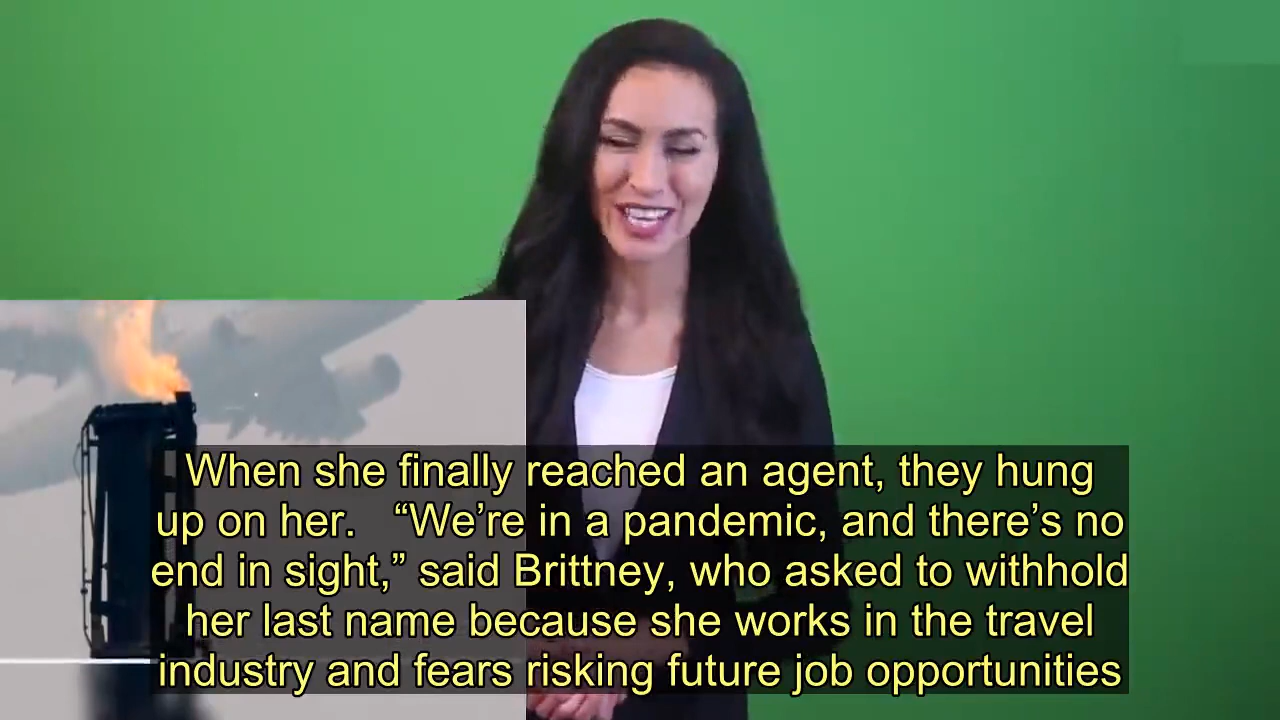 When she finally reached an agent, they hung
up on her.   “We’re in a pandemic, and there’s no
end in sight,” said Brittney, who asked to withhold
her last name because she works in the travel
industry and fears risking future job opportunities